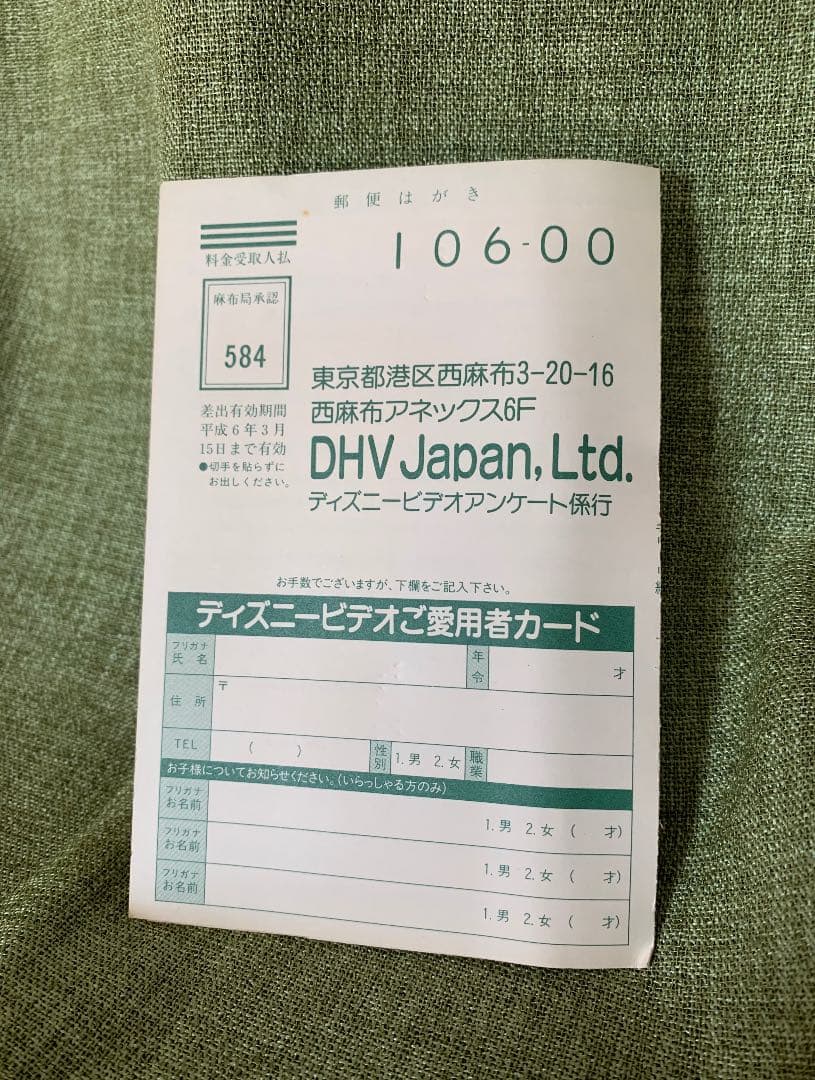 郵便はがき
106-00
料金受取人払
麻布局承認
584
差出有効期間
平成6年3月
15日まで有効
●切手を貼らずに
お出しください。
東京都港区西麻布3-20-16
西麻布アネックス6F
DHV Japan, Ltd.
ディズニービデオアンケート係行
お手数でございますが、下欄をご記入下さい。
ディズニービデオご愛用者カード
フリガナ
氏名
年令
才
住所
〒
TEL
( )
性別
1.男 2.女
職業
お子様についてお知らせください。(いらっしゃる方のみ)
フリガナ
お名前
1.男 2.女 ( 才)
フリガナ
お名前
1.男 2.女 ( 才)
フリガナ
お名前
1.男 2.女 ( 才)